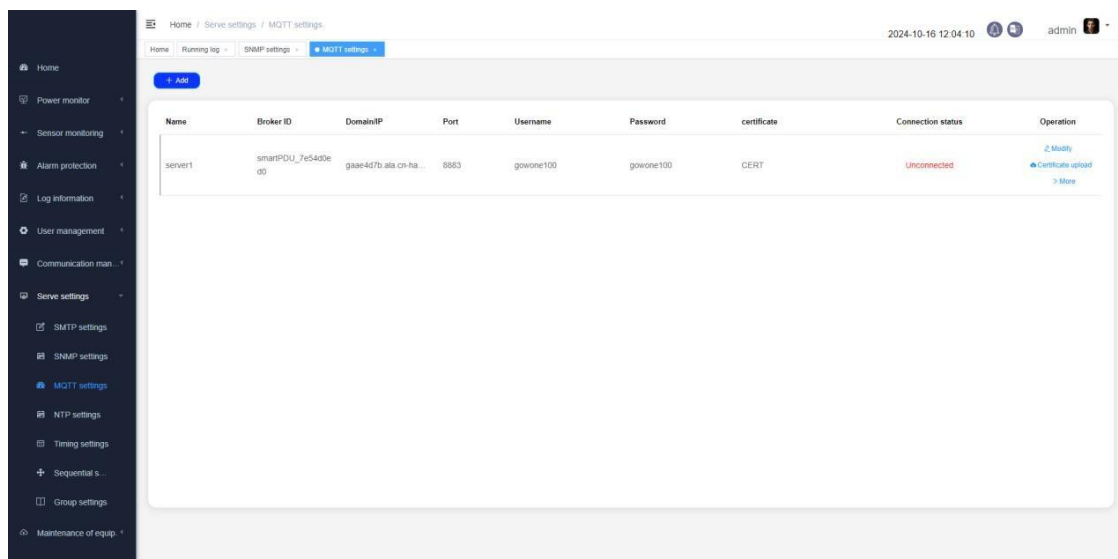 Home / Serve settings / MQTT settings
2024-10-16 12:04:10
admin
Home
Running log ×
SNMP settings ×
MQTT settings ×
Home
Power monitor
Sensor monitoring
Alarm protection
Log information
User management
Communication man...
Serve settings
SMTP settings
SNMP settings
MQTT settings
NTP settings
Timing settings
Sequential s...
Group settings
Maintenance of equip.
+ Add
Name Broker ID Domain/IP Port Username Password certificate Connection status Operation
server1 smartPDU_7e54d0e gaae4d7b.ala.cn-ha... 8883 gowone100 gowone100 CERT Unconnected
d0
Modify
Certificate upload
More